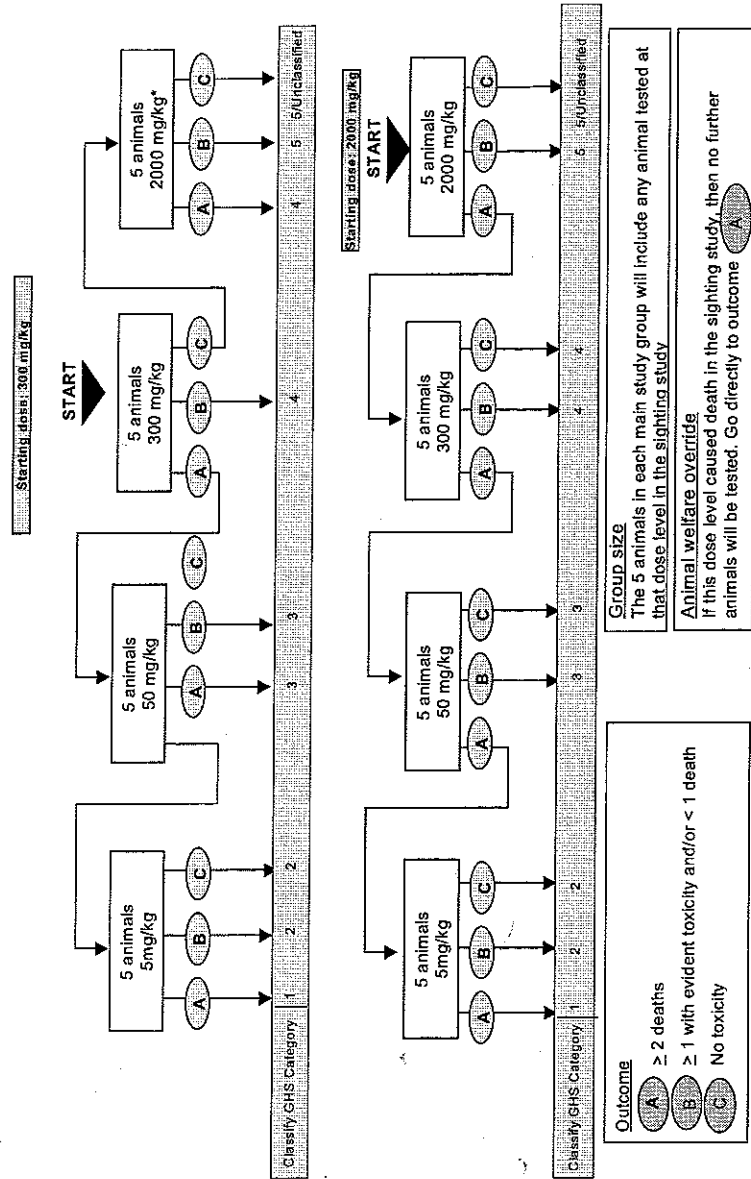 Starting dose: 300 mg/kg
START
5 animals
5mg/kg
A
B
C
5 animals
50 mg/kg
A
B
C
5 animals
300 mg/kg
A
B
C
5 animals
2000 mg/kg*
A
B
C
Classify GHS Category
1
2
2
3
3
4
4
5
5/Unclassified
Starting dose: 2000 mg/kg
START
5 animals
5mg/kg
A
B
C
5 animals
50 mg/kg
A
B
C
5 animals
300 mg/kg
A
B
C
5 animals
2000 mg/kg
A
B
C
Classify GHS Category
1
2
2
3
3
4
4
5
5/Unclassified
Outcome
A ≥ 2 deaths
B ≥ 1 with evident toxicity and/or < 1 death
C No toxicity
Group size
The 5 animals in each main study group will include any animal tested at
that dose level in the sighting study
Animal welfare override
If this dose level caused death in the sighting study, then no further
animals will be tested. Go directly to outcome A